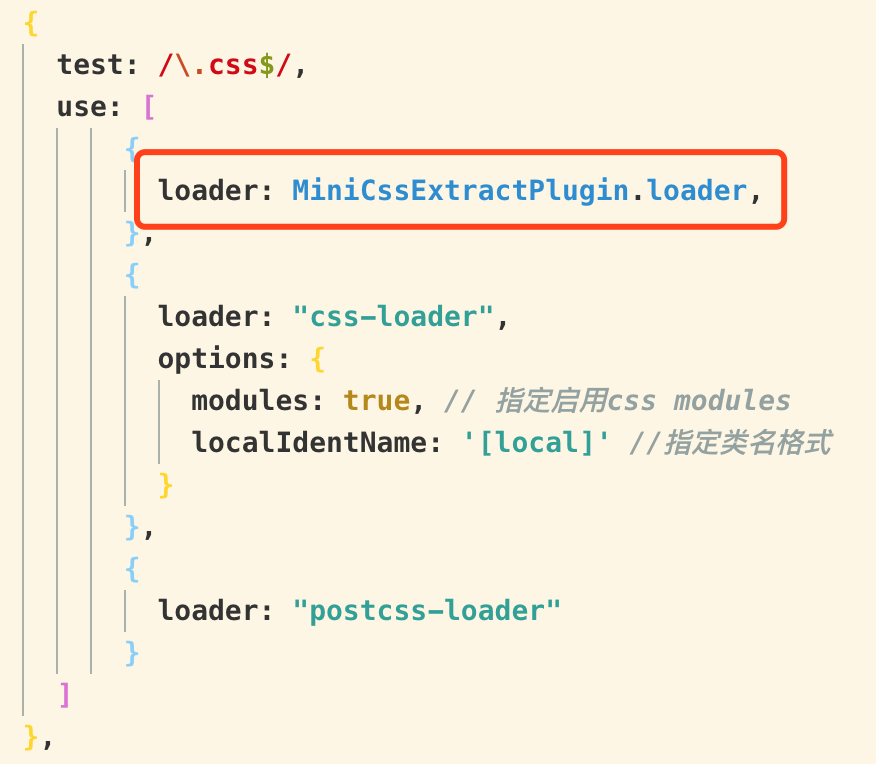 {
test: /\.css$/,
use: [
{
loader: MiniCssExtractPlugin.loader,
},
{
loader: "css-loader",
options: {
modules: true, // 指定启用css modules
localIdentName: '[local]' //指定类名格式
}
},
{
loader: "postcss-loader"
}
]
},